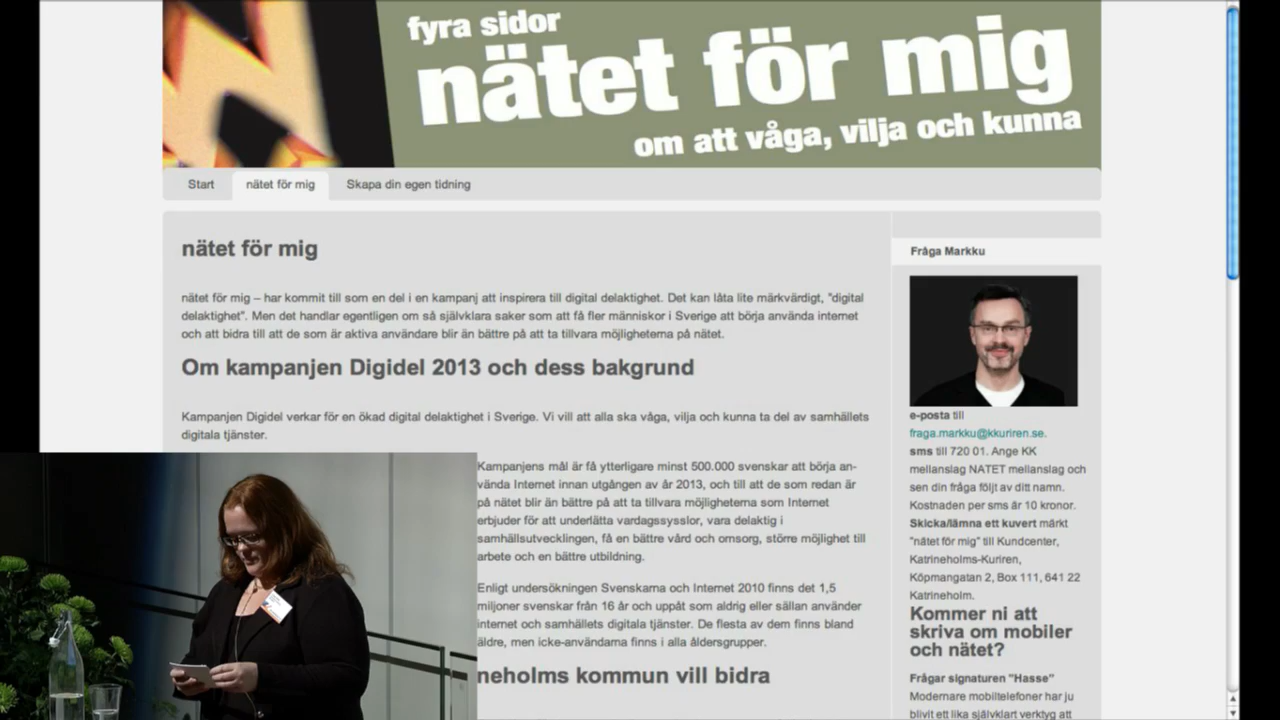 fyra sidor
nätet för mig
om att våga, vilja och kunna
Start
nätet för mig
Skapa din egen tidning
nätet för mig
nätet för mig – har kommit till som en del i en kampanj att inspirera till digital delaktighet. Det kan låta lite märkvärdigt, "digital
delaktighet". Men det handlar egentligen om så självklara saker som att få fler människor i Sverige att börja använda internet
och att bidra till att de som är aktiva användare blir än bättre på att ta tillvara möjligheterna på nätet.
Om kampanjen Digidel 2013 och dess bakgrund
Kampanjen Digidel verkar för en ökad digital delaktighet i Sverige. Vi vill att alla ska våga, vilja och kunna ta del av samhällets
digitala tjänster.
Kampanjens mål är få ytterligare minst 500.000 svenskar att börja an-
vända Internet innan utgången av år 2013, och till att de som redan är
på nätet blir än bättre på att ta tillvara möjligheterna som Internet
erbjuder för att underlätta vardagssysslor, vara delaktig i
samhällsutvecklingen, få en bättre vård och omsorg, större möjlighet till
arbete och en bättre utbildning.
Enligt undersökningen Svenskarna och Internet 2010 finns det 1,5
miljoner svenskar från 16 år och uppåt som aldrig eller sällan använder
internet och samhällets digitala tjänster. De flesta av dem finns bland
äldre, men icke-användarna finns i alla åldersgrupper.
neholms kommun vill bidra
Fråga Markku
e-posta till
fraga.markku@kkuriren.se.
sms till 720 01. Ange KK
mellanslag NATET mellanslag och
sen din fråga följt av ditt namn.
Kostnaden per sms är 10 kronor.
Skicka/lämna ett kuvert märkt
"nätet för mig" till Kundcenter,
Katrineholms-Kuriren,
Köpmangatan 2, Box 111, 641 22
Katrineholm.
Kommer ni att
skriva om mobiler
och nätet?
Frågar signaturen "Hasse"
Modernare mobiltelefoner har ju
blivit ett lika självklart verktyg att